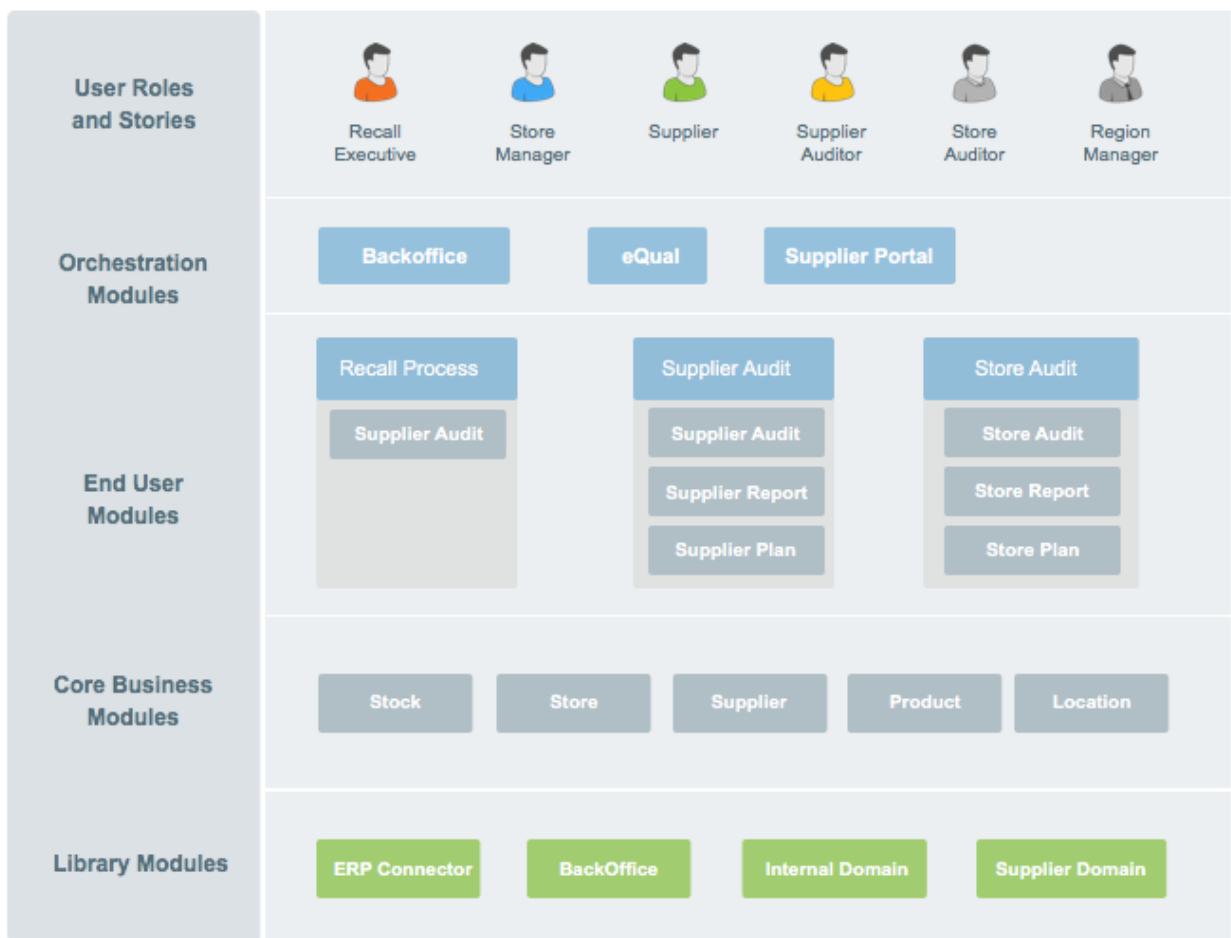 User Roles
and Stories
Recall
Executive
Store
Manager
Supplier
Supplier
Auditor
Store
Auditor
Region
Manager
Orchestration
Modules
Backoffice
eQual
Supplier Portal
End User
Modules
Recall Process
Supplier Audit
Supplier Audit
Supplier Audit
Supplier Report
Supplier Plan
Store Audit
Store Audit
Store Report
Store Plan
Core Business
Modules
Stock
Store
Supplier
Product
Location
Library Modules
ERP Connector
BackOffice
Internal Domain
Supplier Domain